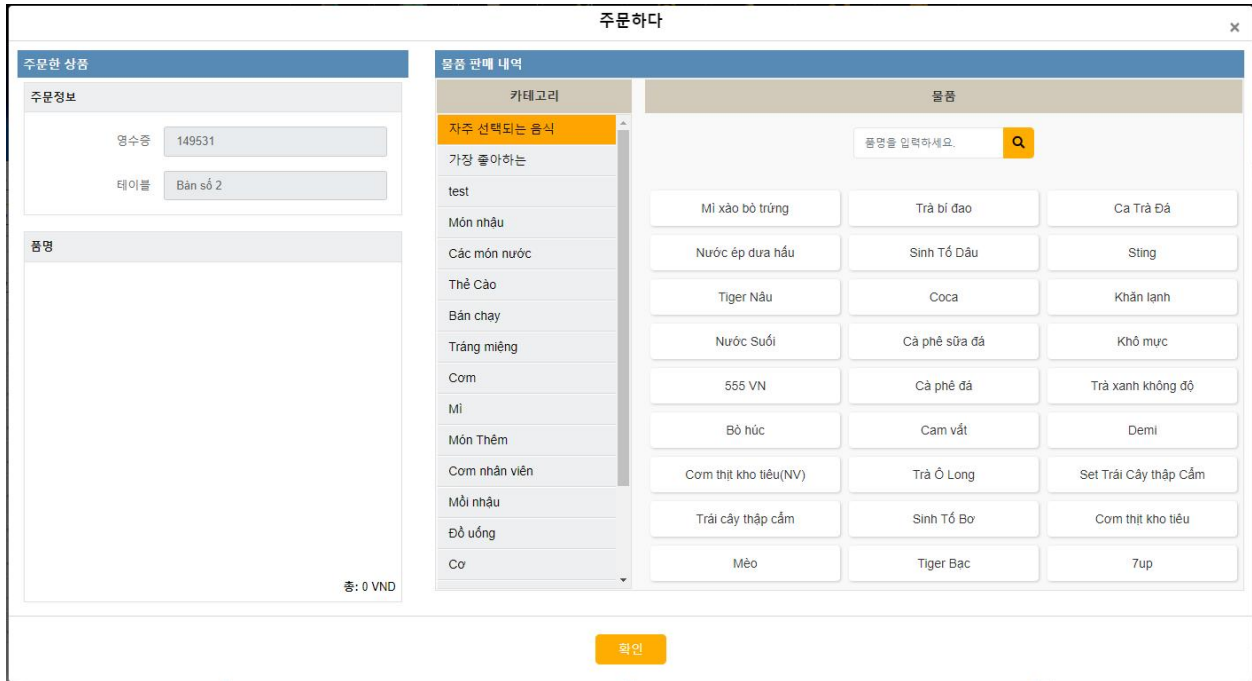 주문하다
×
주문한 상품
주문정보
영수증 149531
테이블 Bàn số 2
품명
총: 0 VND
물품 판매 내역
카테고리
자주 선택되는 음식
가장 좋아하는
test
Món nhậu
Các món nước
Thẻ Cào
Bán chạy
Tráng miệng
Cơm
Mì
Món Thêm
Cơm nhân viên
Mồi nhậu
Đồ uống
Cơ
물품
품명을 입력하세요.
Mì xào bò trứng Trà bí đao Ca Trà Đá
Nước ép dưa hấu Sinh Tố Dâu Sting
Tiger Nâu Coca Khăn lạnh
Nước Suối Cà phê sữa đá Khô mực
555 VN Cà phê đá Trà xanh không độ
Bò húc Cam vắt Demi
Cơm thịt kho tiêu(NV) Trà Ô Long Set Trái Cây thập Cẩm
Trái cây thập cẩm Sinh Tố Bơ Cơm thịt kho tiêu
Mèo Tiger Bạc 7up
확인